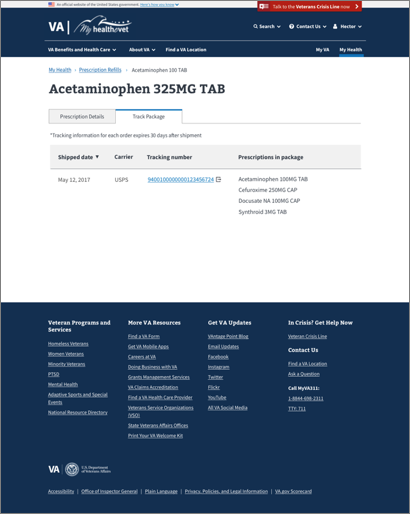 An official website of the United States government. Here's how you know
Talk to the Veterans Crisis Line now
VA
My healthevet
Search
Contact Us
Hector
VA Benefits and Health Care
About VA
Find a VA Location
My VA
My Health
My Health
Prescription Refills
Acetaminophen 100 TAB
Acetaminophen 325MG TAB
Prescription Details
Track Package
*Tracking information for each order expires 30 days after shipment
Shipped date
Carrier
Tracking number
Prescriptions in package
May 12, 2017
USPS
Acetaminophen 100MG TAB
Cefuroxime 250MG CAP
Docusate NA 100MG CAP
Synthroid 3MG TAB
Veteran Programs and
Services
Homeless Veterans
Women Veterans
Minority Veterans
PTSD
Mental Health
Adaptive Sports and Special
Events
National Resource Directory
More VA Resources
Find a VA Form
Get VA Mobile Apps
Careers at VA
Doing Business with VA
Grants Management Services
VA Claims Accreditation
Find a VA Health Care Provider
Veterans Service Organizations
(VSO)
State Veterans Affairs Offices
Print Your VA Welcome Kit
Get VA Updates
VAntage Point Blog
Email Updates
Facebook
Instagram
Twitter
Flickr
YouTube
All VA Social Media
In Crisis? Get Help Now
Veteran Crisis Line
Contact Us
Find a VA Location
Ask a Question
Call MyVA311:
1-8944-698-2311
TTY: 711
VA
U.S. Department
of Veterans Affairs
Accessibility
Office of Inspector General
Plain Language
Privacy, Policies, and Legal Information
VA.gov Scorecard